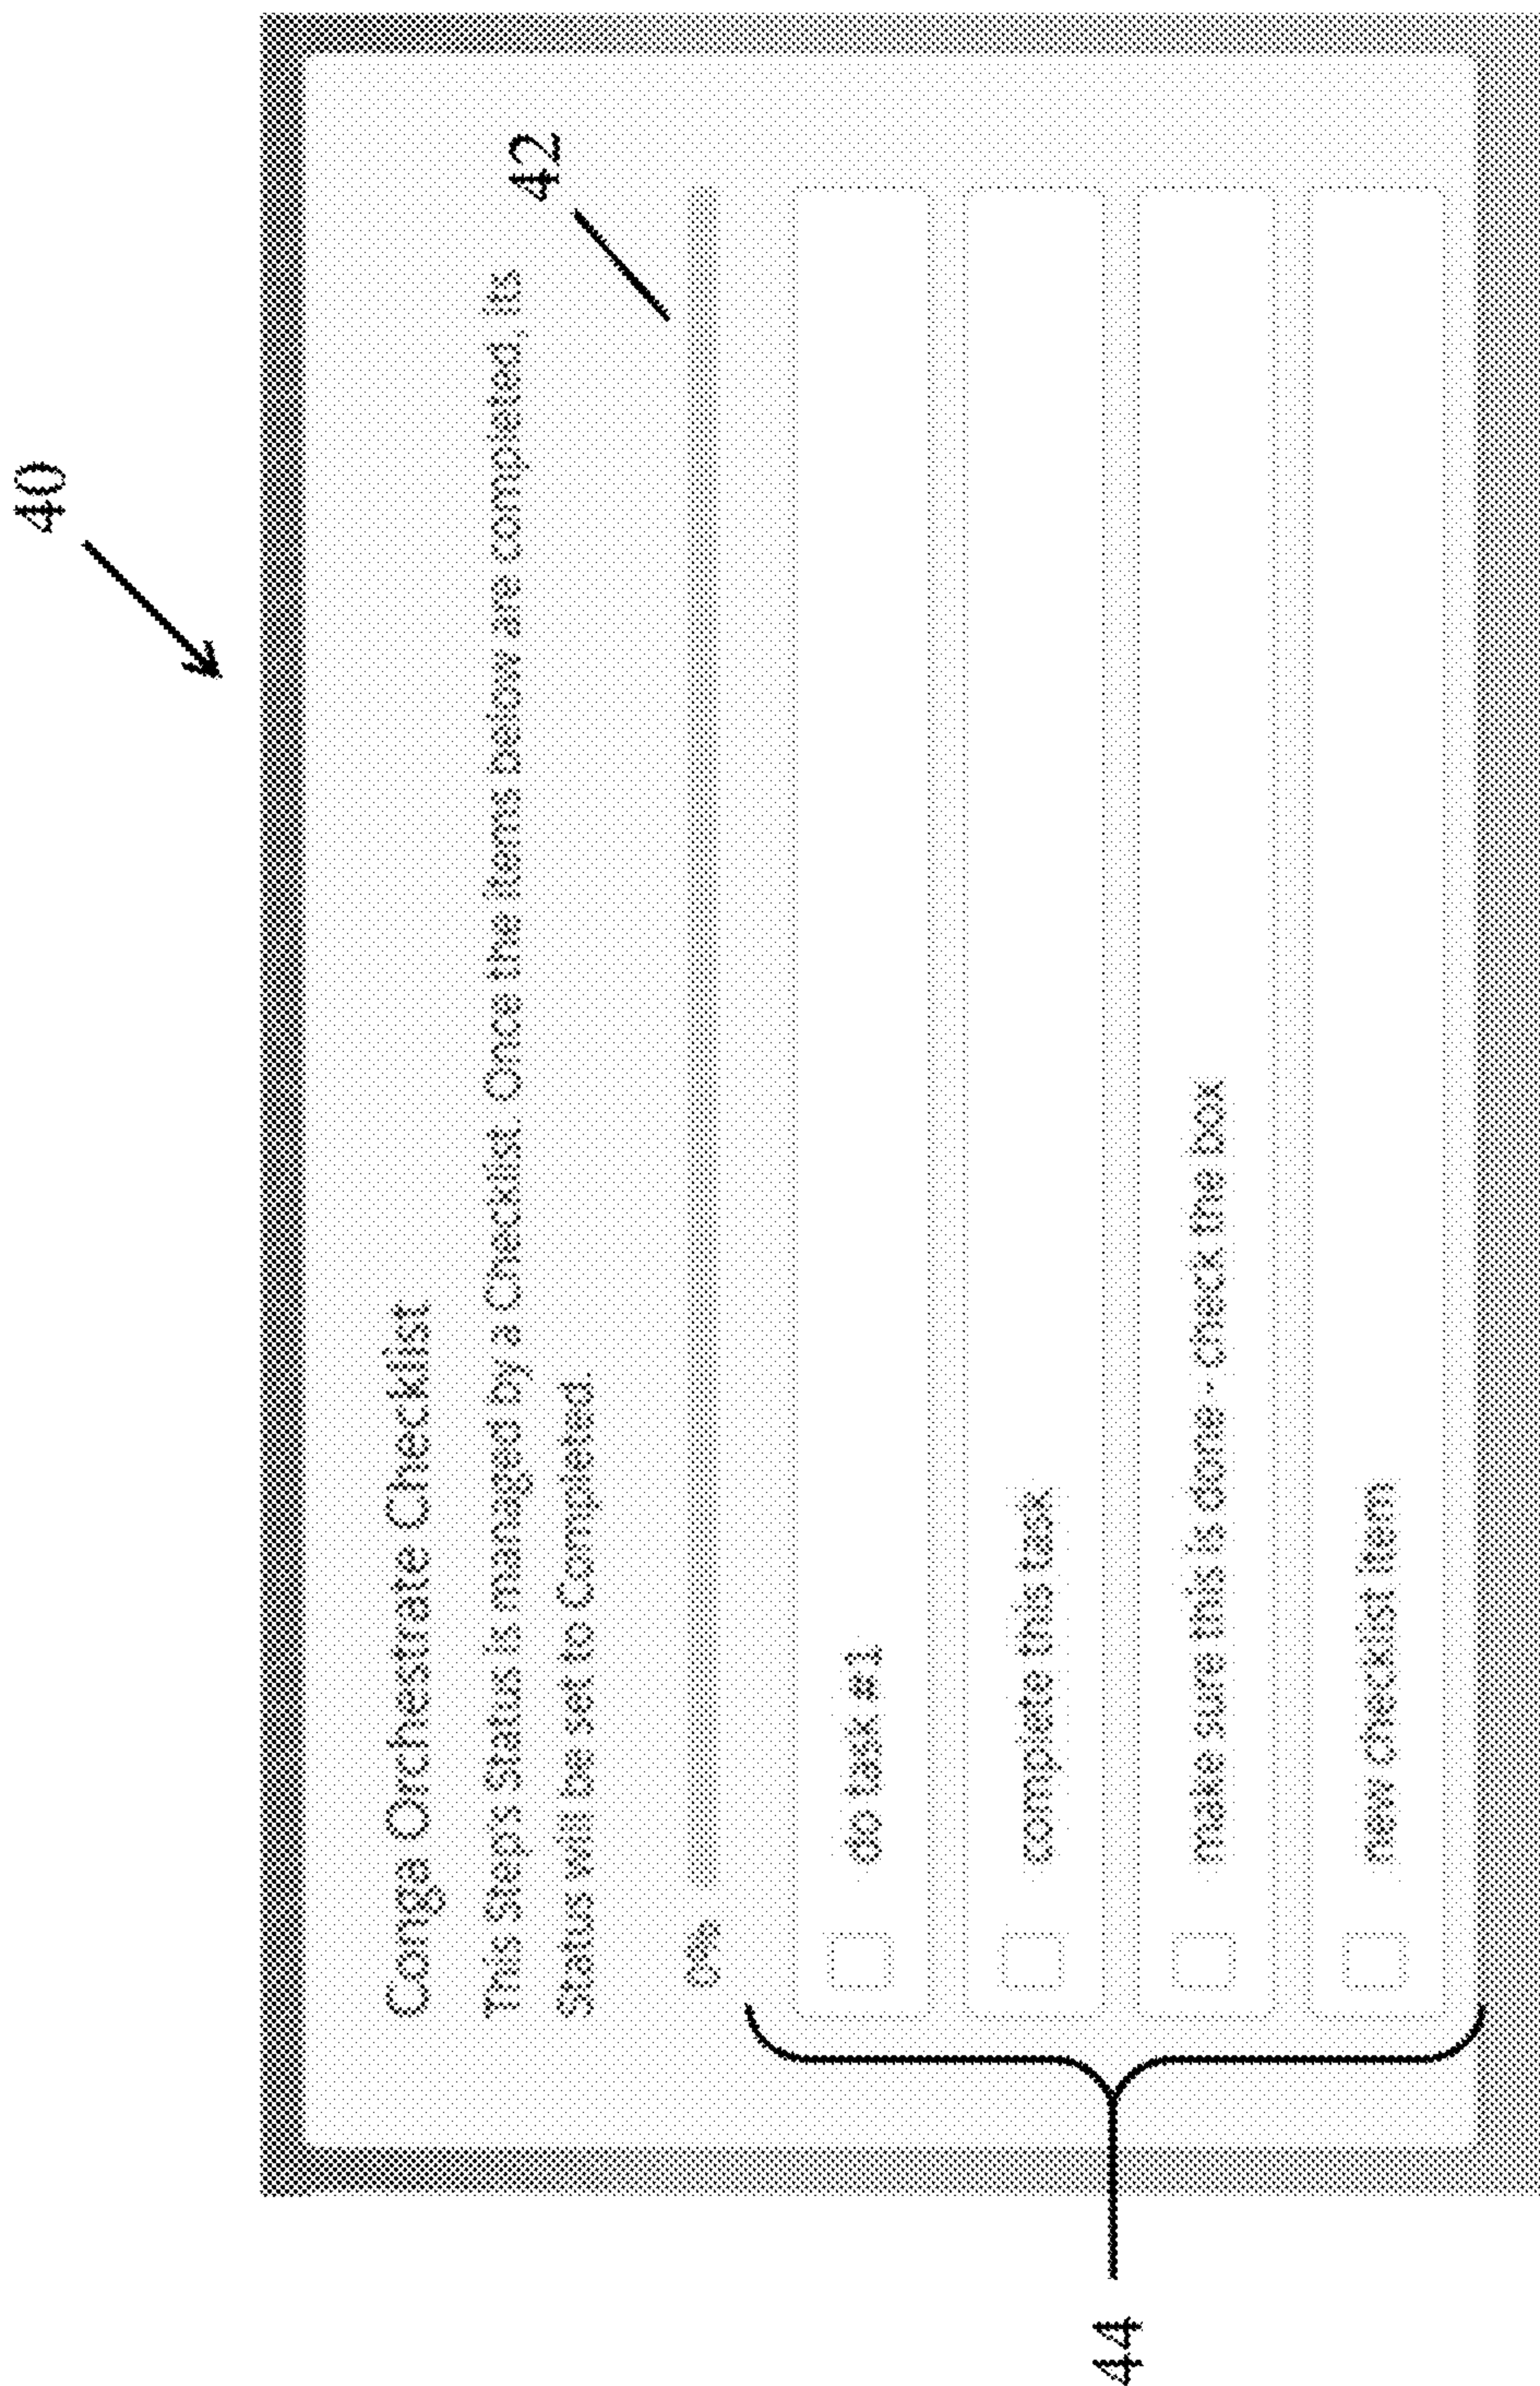 40
Conga Orchestrate Checklist
This Step's Status is managed by a Checklist. Once the items below are completed, its
Status will be set to Completed.
42
0%
do task #1
complete this task
make sure this is done - check the box
new checklist item
44